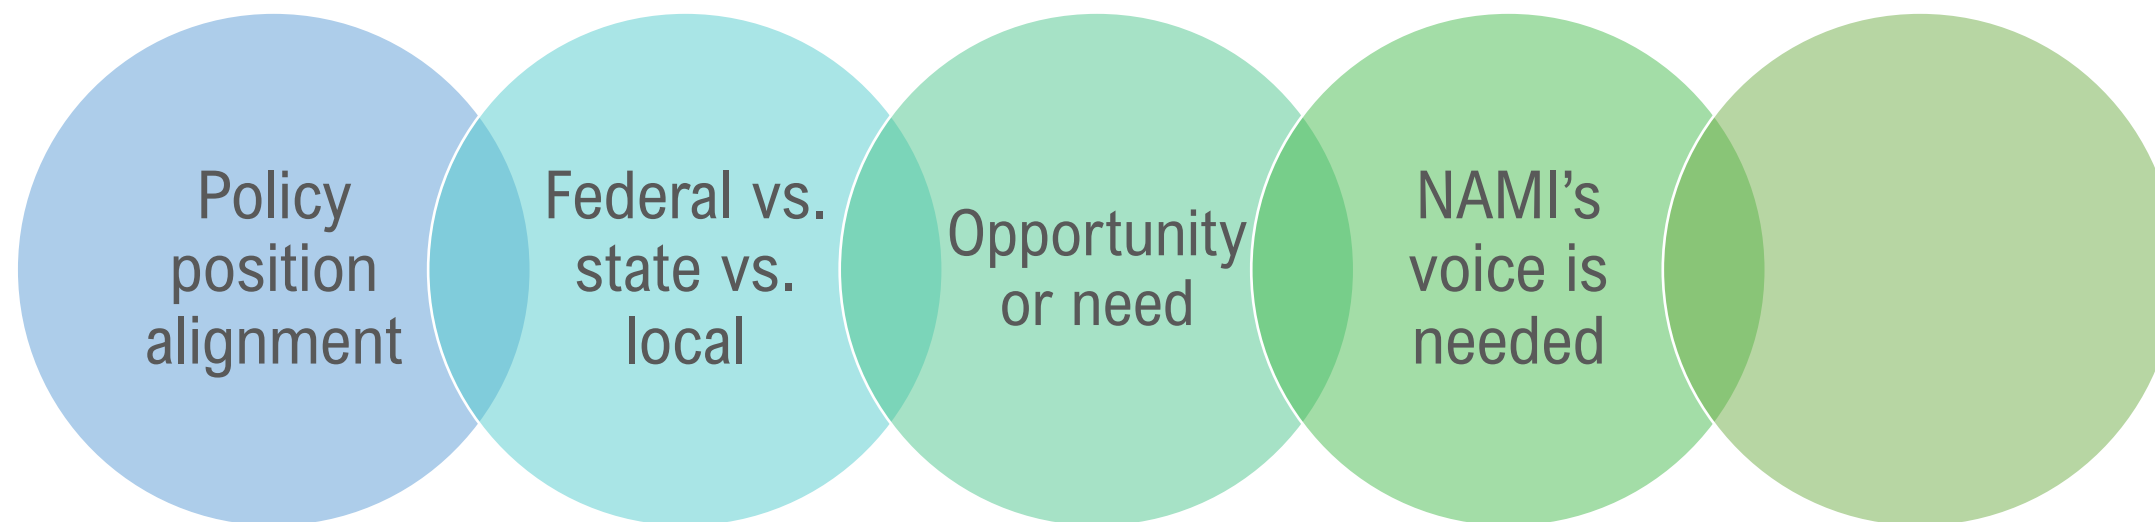 Policy
position
alignment
Federal vs.
state vs.
local
Opportunity
or need
NAMI’s
voice is
needed